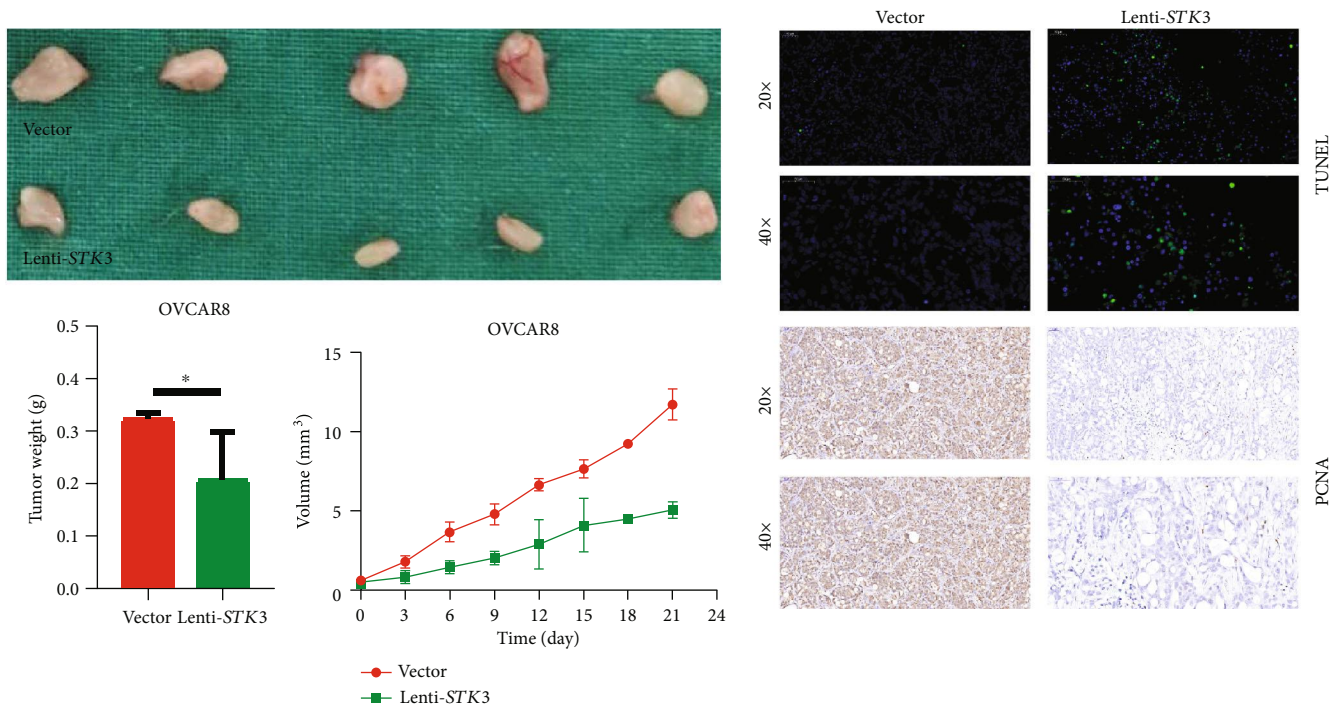 Vector
Lenti-STK3
OVCAR8
Tumor weight (g)
0.5
0.4
0.3
0.2
0.1
0.0
*
Vector Lenti-STK3
OVCAR8
Volume (mm³)
15
10
5
0
0 3 6 9 12 15 18 21 24
Time (day)
Vector
Lenti-STK3
Vector Lenti-STK3
20×
40×
TUNEL
20×
40×
PCNA